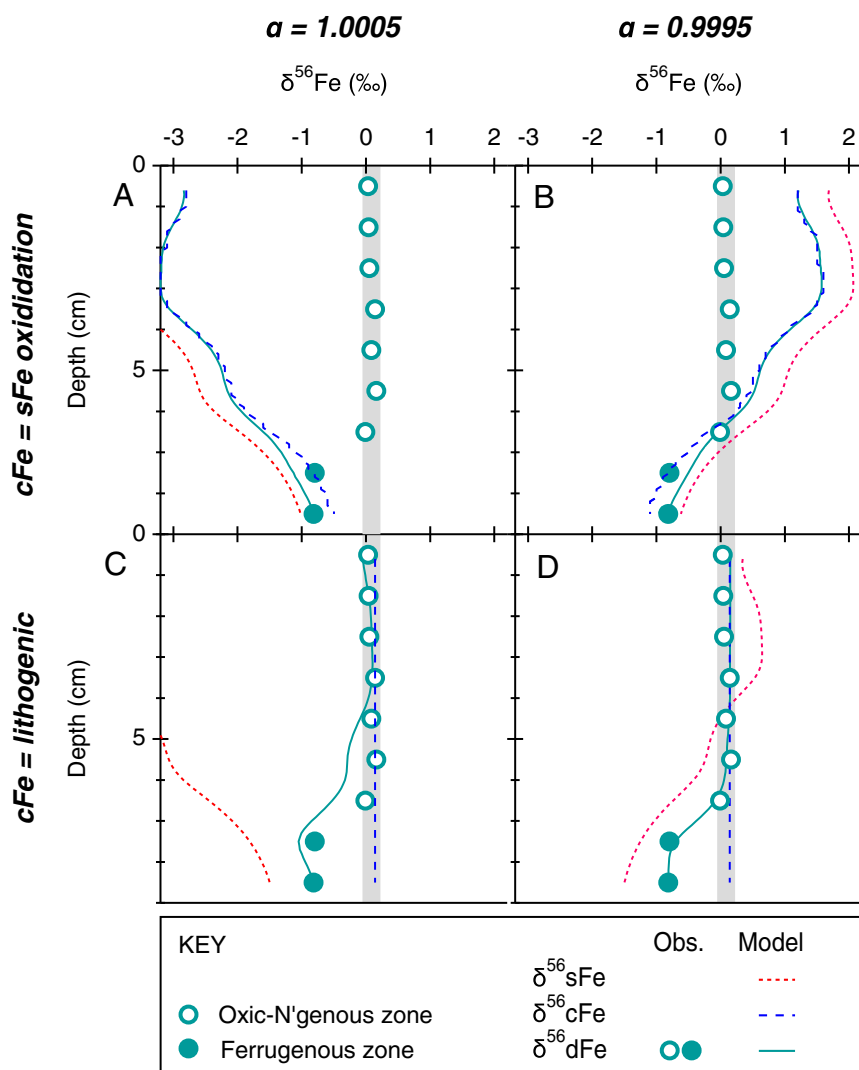 a = 1.0005 a = 0.9995
δ56Fe (‰) δ56Fe (‰)
-3 -2 -1 0 1 2 -3 -2 -1 0 1 2
0
A B
cFe = sFe oxididation
Depth (cm)
5
0
C D
cFe = lithogenic
Depth (cm)
5
KEY Obs. Model
δ56sFe
δ56cFe
Oxic-N'genous zone
δ56dFe
Ferrugenous zone